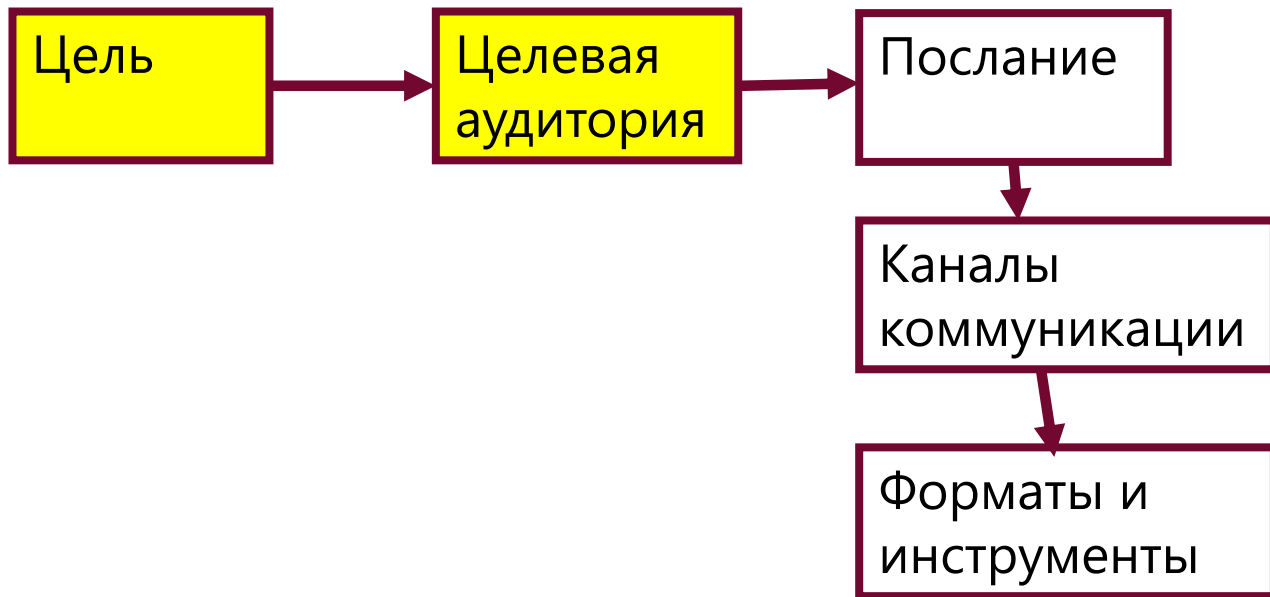 Цель
Целевая
аудитория
Послание
Каналы
коммуникации
Форматы и
инструменты